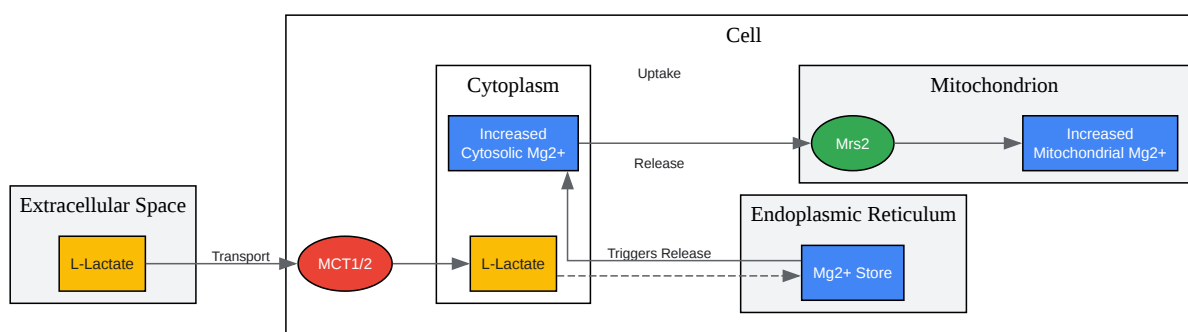 Cell
Uptake
Cytoplasm
Mitochondrion
Increased
Cytosolic Mg2+
Mrs2
Increased
Mitochondrial Mg2+
Release
Extracellular Space
Endoplasmic Reticulum
L-Lactate
Transport
MCT1/2
L-Lactate
Triggers Release
Mg2+ Store